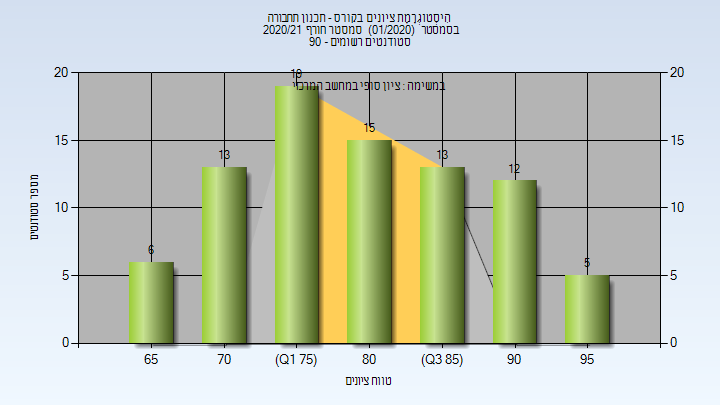 היסטוגרמת ציונים בקורס - תכנון תחבורה
בסמסטר (01/2020) סמסטר חורף 2020/21
סטודנטים רשומים - 90
במשימה : ציון סופי במחשב המרכזי
20 20
15 15
10 10
5 5
0 0
מספר סטודנטים
6 13 19 15 13 12 5
65 70 (Q1 75) 80 (Q3 85) 90 95
טווח ציונים